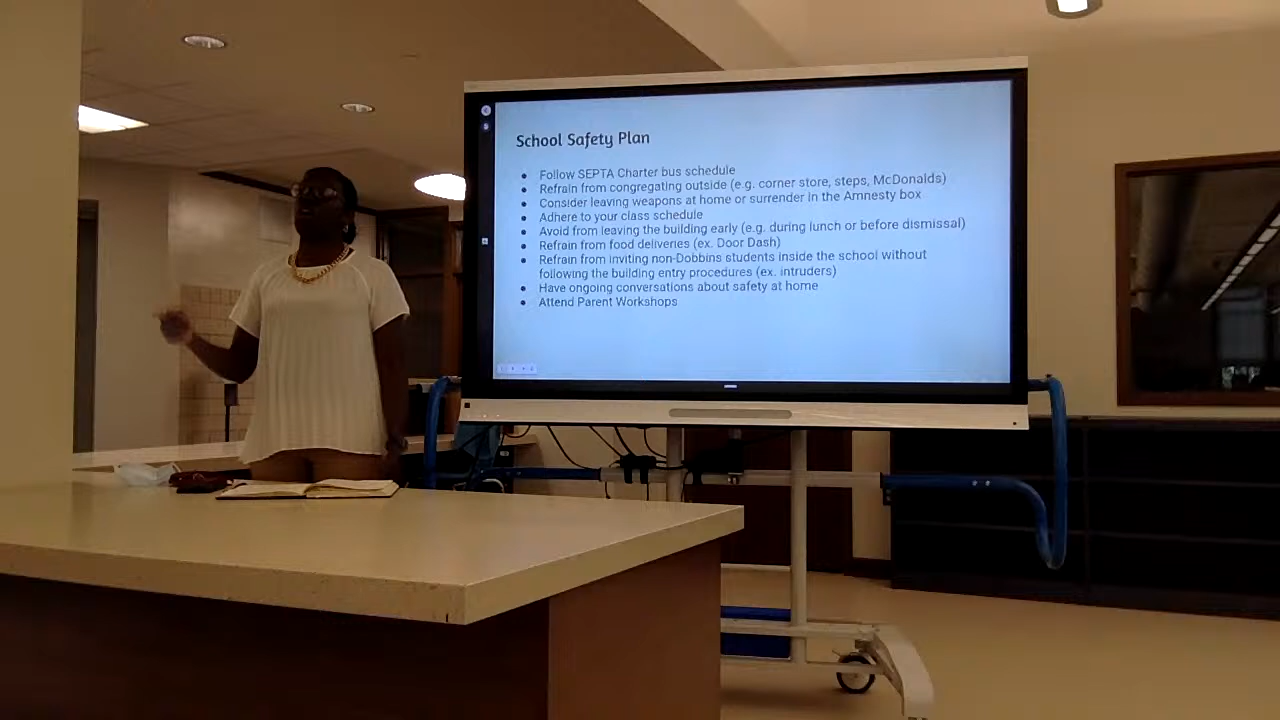 School Safety Plan
● Follow SEPTA Charter bus schedule
● Refrain from congregating outside (e.g. corner store, steps, McDonalds)
● Consider leaving weapons at home or surrender in the Amnesty box
● Adhere to your class schedule
● Avoid from leaving the building early (e.g. during lunch or before dismissal)
● Refrain from food deliveries (ex. Door Dash)
● Refrain from inviting non-Dobbins students inside the school without
following the building entry procedures (ex. intruders)
● Have ongoing conversations about safety at home
● Attend Parent Workshops